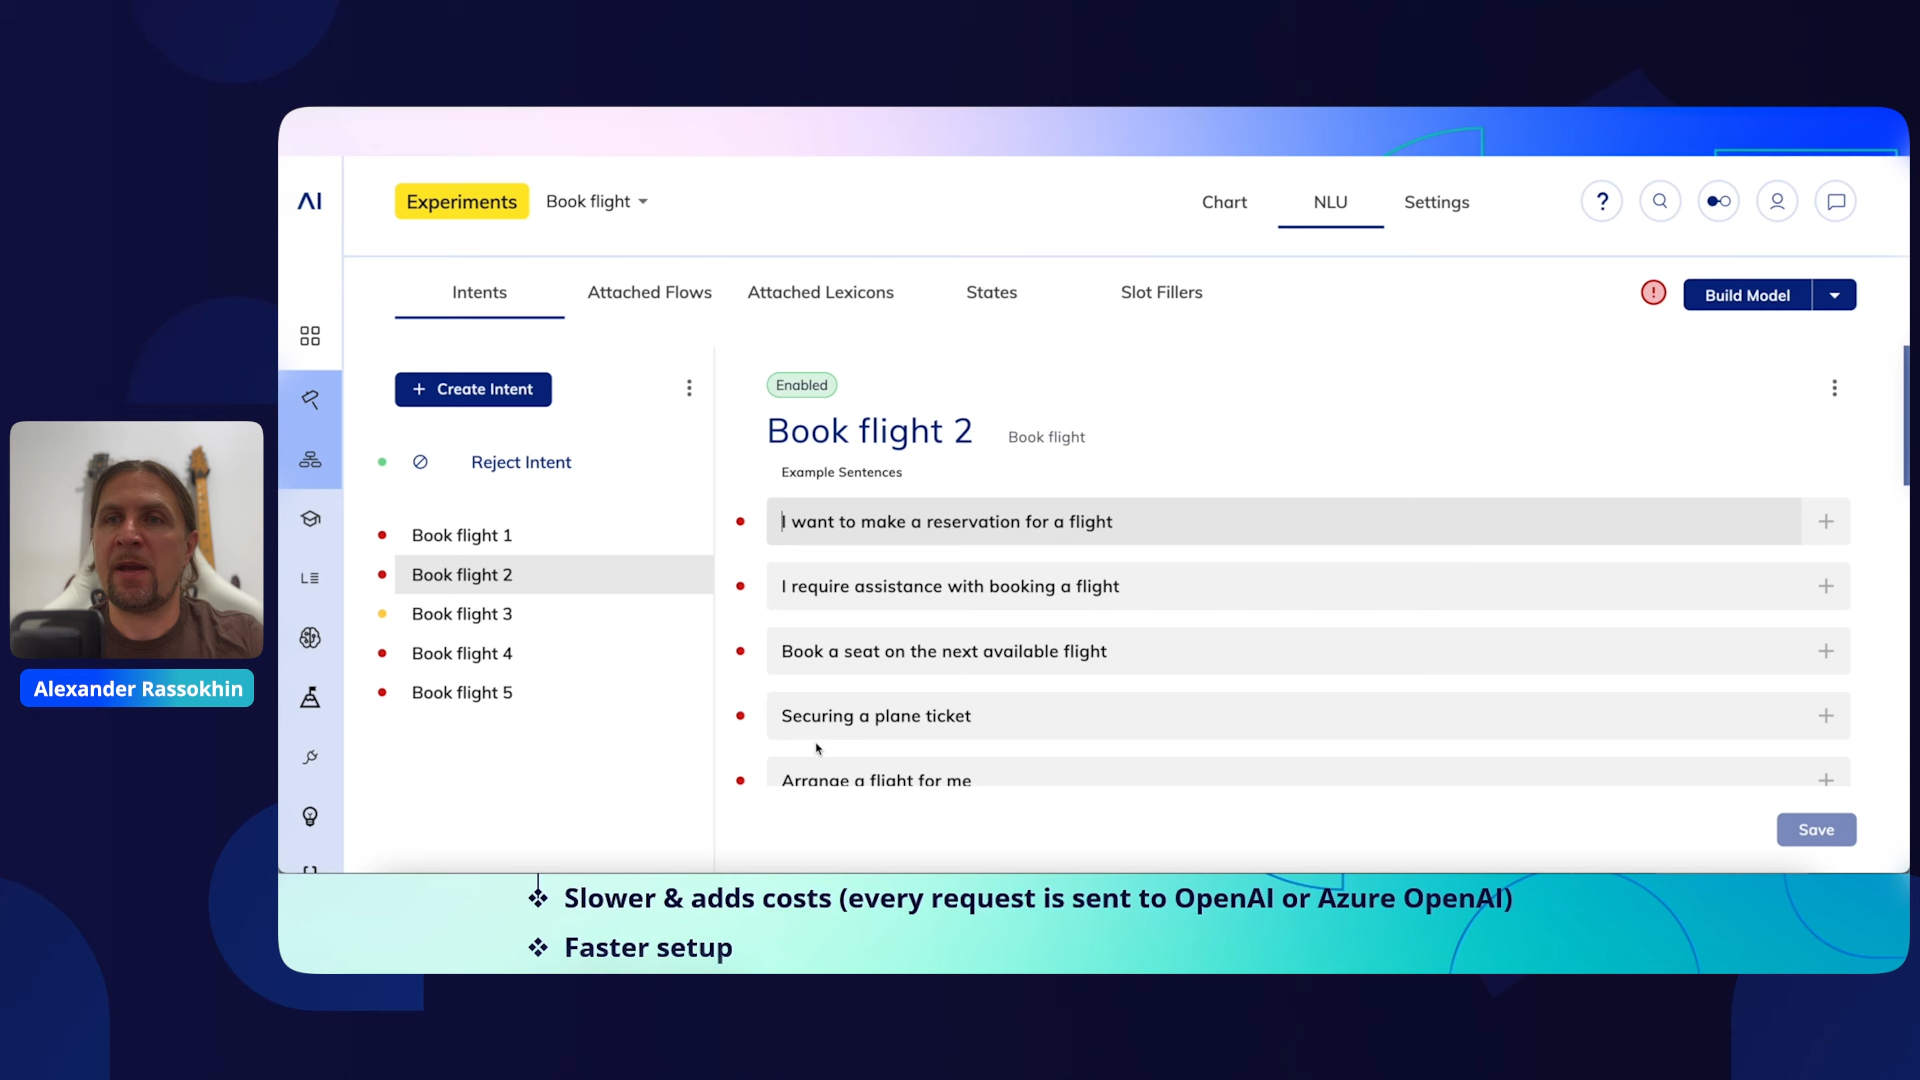 AI
Experiments
Book flight
Chart
NLU
Settings
?
Intents
Attached Flows
Attached Lexicons
States
Slot Fillers
!
Build Model
+ Create Intent
Reject Intent
Book flight 1
Book flight 2
Book flight 3
Book flight 4
Book flight 5
Enabled
Book flight 2
Book flight
Example Sentences
I want to make a reservation for a flight
I require assistance with booking a flight
Book a seat on the next available flight
Securing a plane ticket
Arrange a flight for me
Save
Alexander Rassokhin
❖ Slower & adds costs (every request is sent to OpenAI or Azure OpenAI)
❖ Faster setup